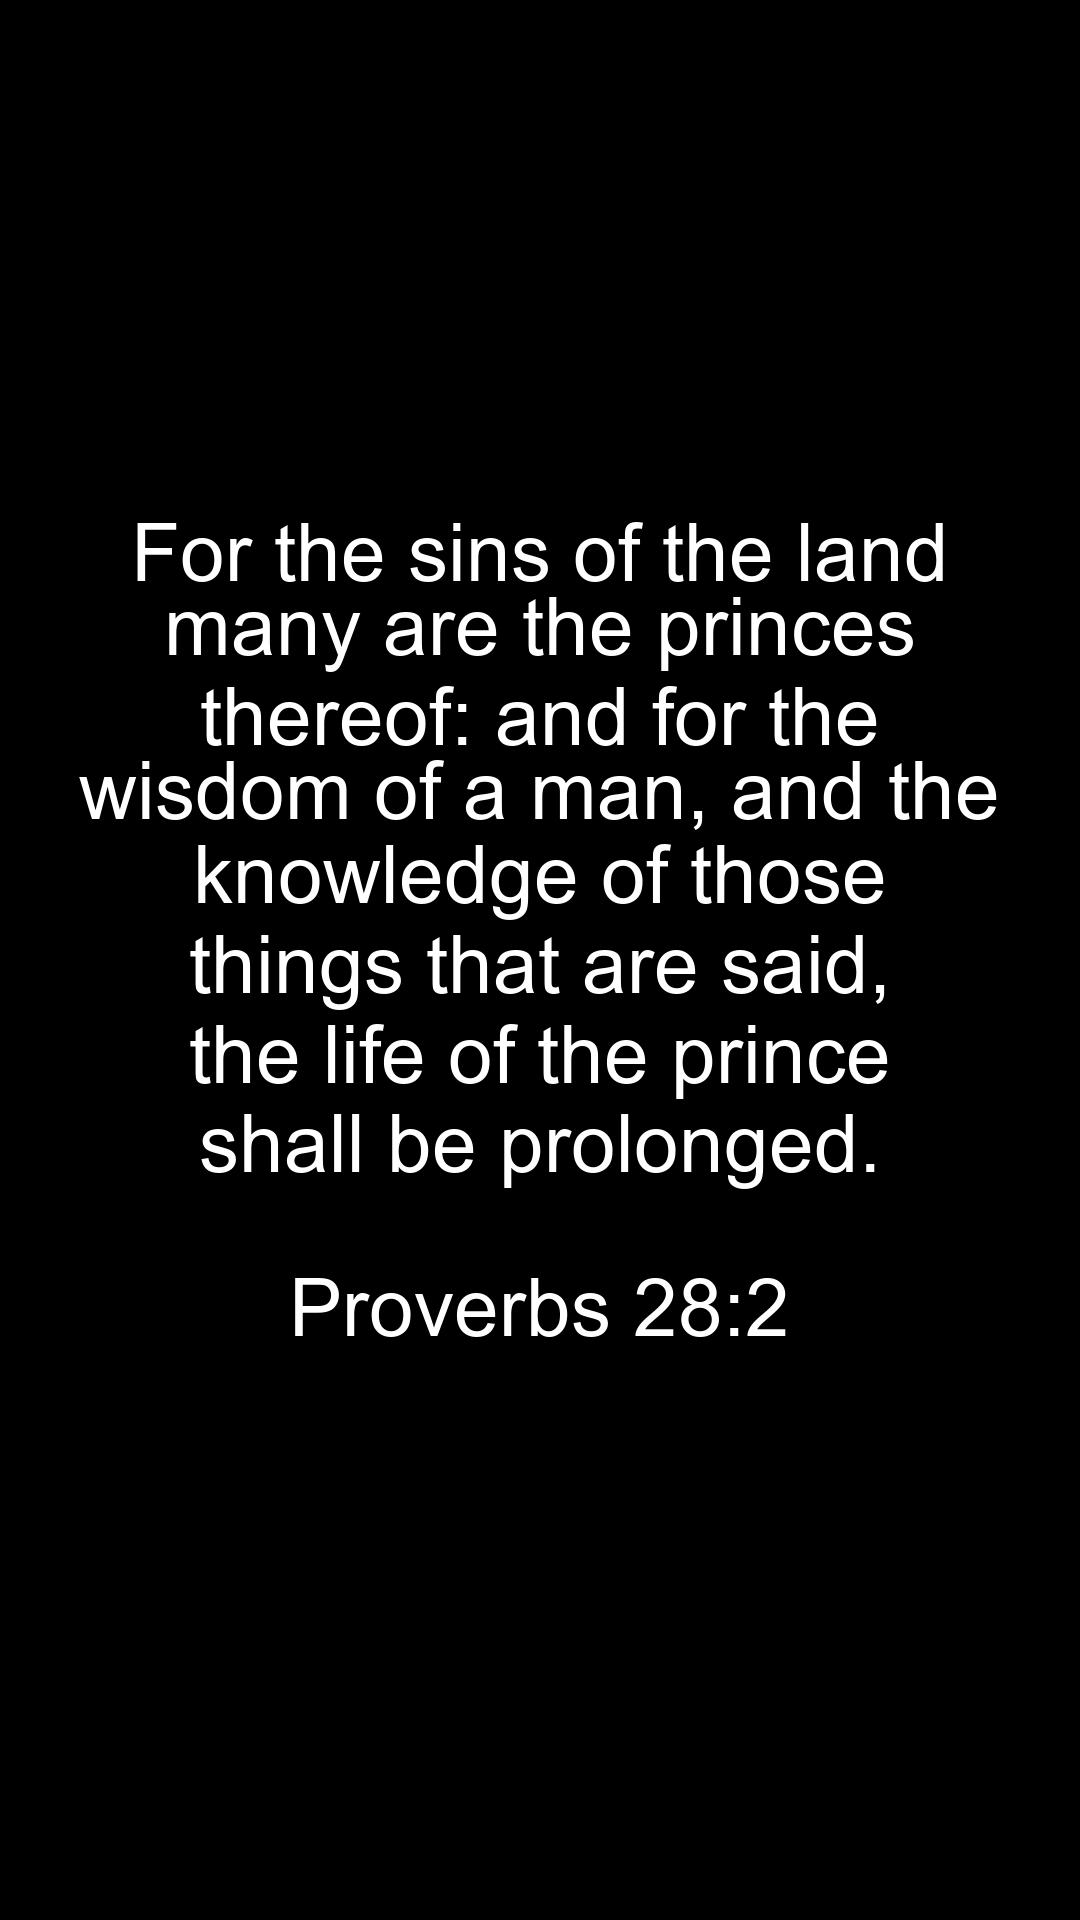 For the sins of the land
many are the princes
thereof: and for the
wisdom of a man, and the
knowledge of those
things that are said,
the life of the prince
shall be prolonged.
Proverbs 28:2